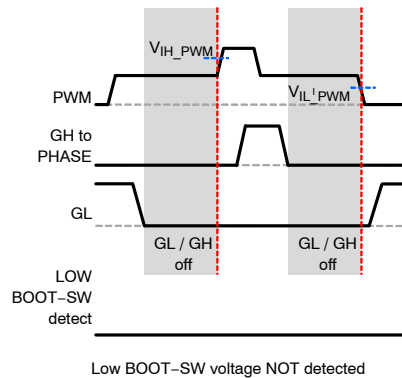 VIH_PWM
PWM
VIL_PWM
GH to
PHASE
GL
GL / GH
off
GL / GH
off
LOW
BOOT−SW
detect
Low BOOT−SW voltage NOT detected